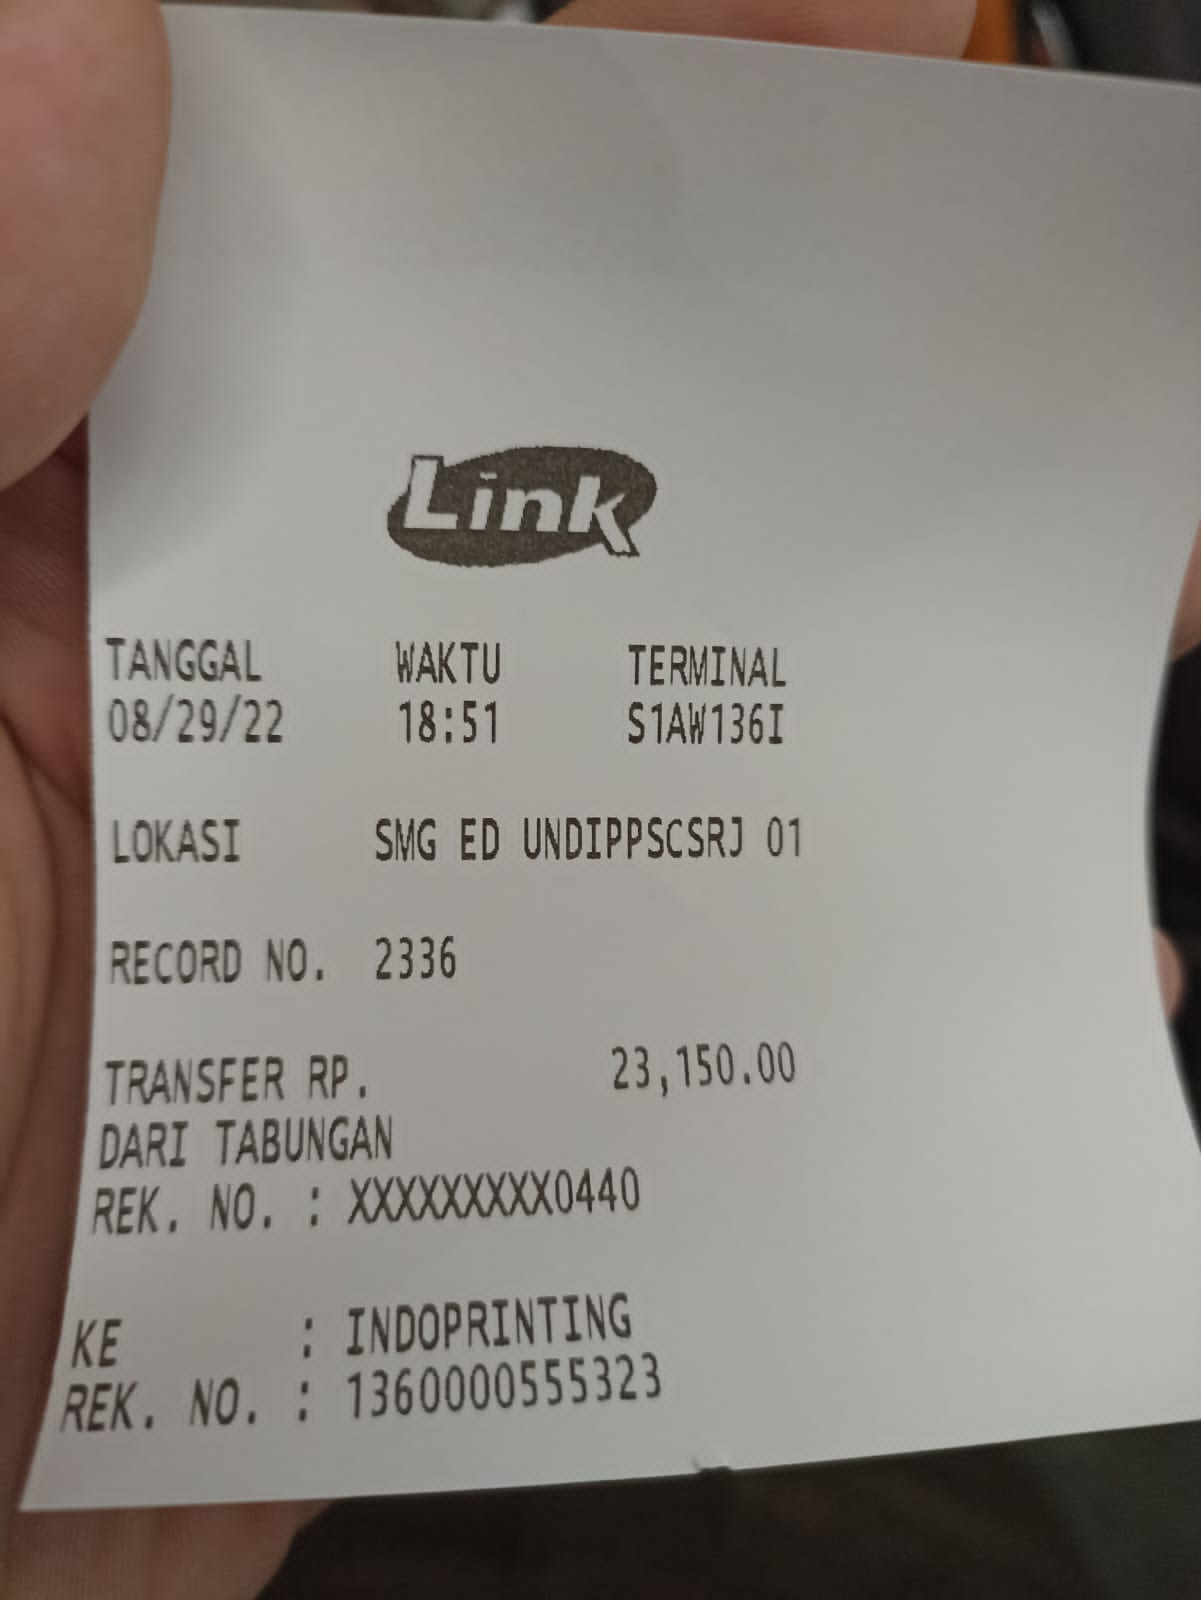 Link
TANGGAL WAKTU TERMINAL
08/29/22 18:51 S1AW136I
LOKASI SMG ED UNDIPPSCSRJ 01
RECORD NO. 2336
TRANSFER RP. 23,150.00
DARI TABUNGAN
REK. NO. : XXXXXXXXX0440
KE : INDOPRINTING
REK. NO. : 1360000555323